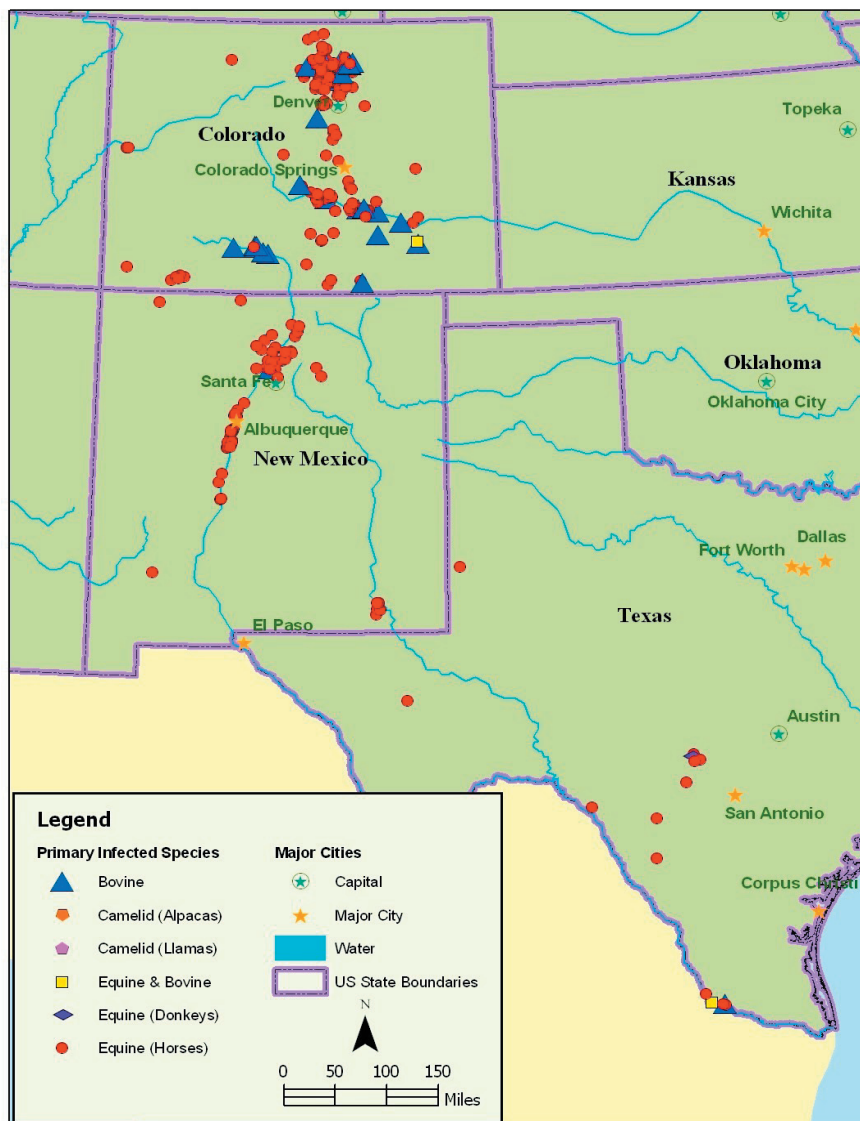 Topeka
Denver
Colorado
Colorado Springs
Kansas
Wichita
Oklahoma
Santa Fe
Oklahoma City
Albuquerque
New Mexico
Dallas
Fort Worth
Texas
El Paso
Austin
San Antonio
Corpus Christi
Legend
Primary Infected Species
Bovine
Camelid (Alpacas)
Camelid (Llamas)
Equine & Bovine
Equine (Donkeys)
Equine (Horses)
Major Cities
Capital
Major City
Water
US State Boundaries
N
0 50 100 150
Miles